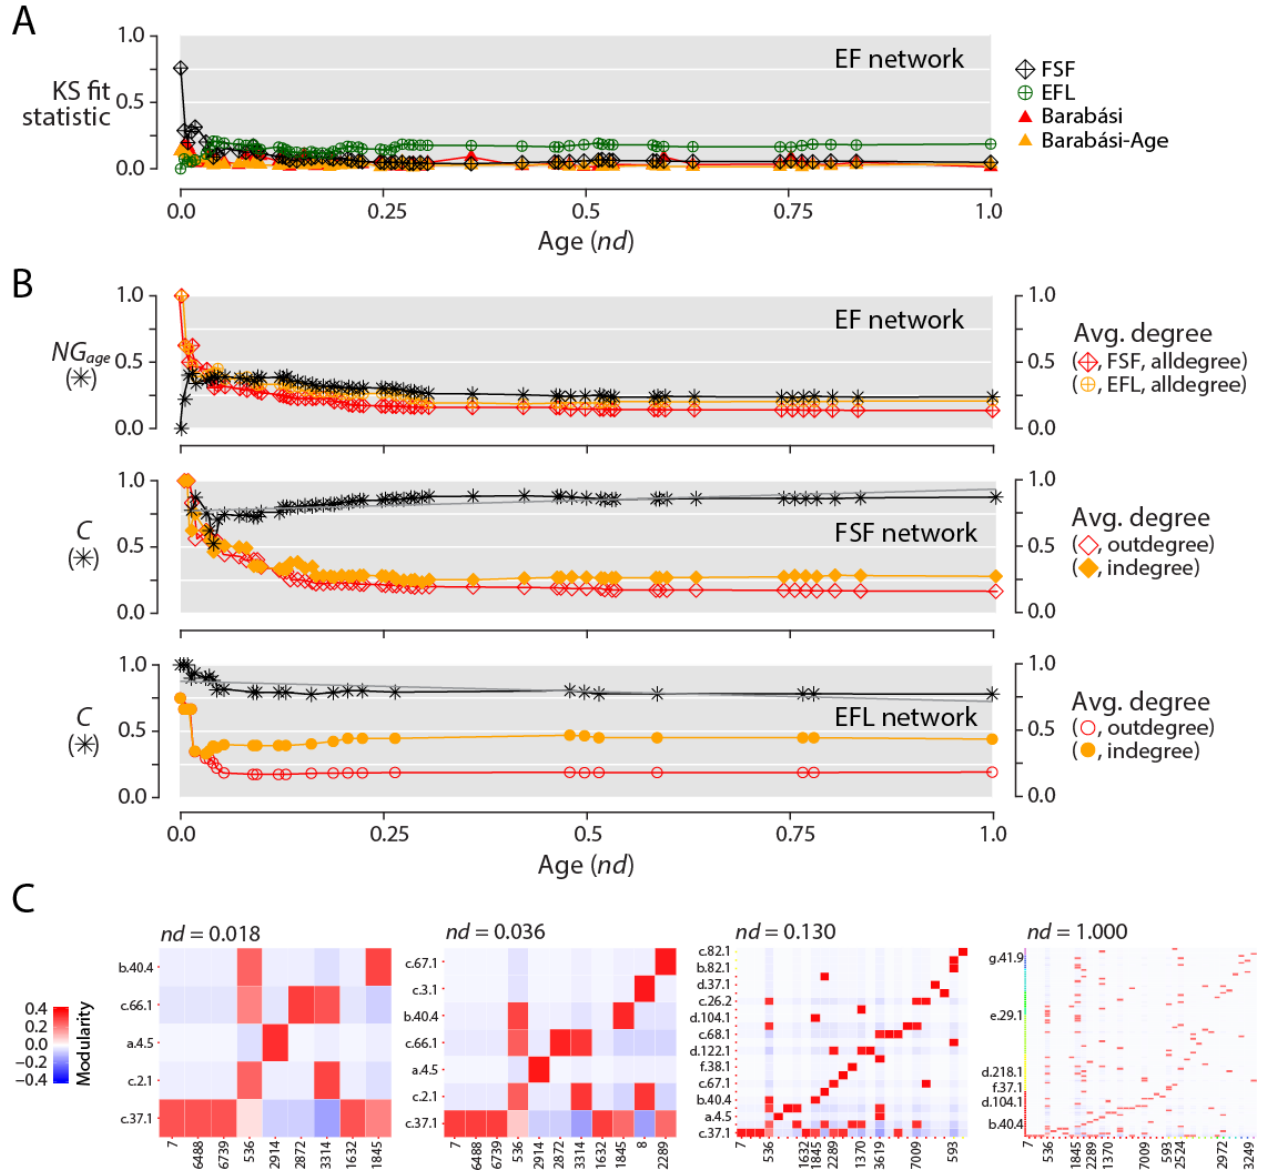 A
1.0
EF network
KS fit
statistic
0.5
0.0
FSF
EFL
Barabási
Barabási-Age
0.0 0.25 0.5 0.75 1.0
Age (nd)
B
1.0 1.0
EF network
NGage
(✳)
0.5 0.5
0.0 0.0
Avg. degree
(, FSF, alldegree)
(, EFL, alldegree)
1.0 1.0
C
(✳)
0.5 0.5
FSF network
0.0 0.0
Avg. degree
(, outdegree)
(, indegree)
1.0 1.0
C
(✳)
0.5 0.5
EFL network
0.0 0.0
Avg. degree
(, outdegree)
(, indegree)
0.0 0.25 0.5 0.75 1.0
Age (nd)
C
0.4
0.2
0.0
−0.2
−0.4
Modularity
nd = 0.018
b.40.4
c.66.1
a.4.5
c.2.1
c.37.1
7 6488 6739 536 2914 2872 3314 1632 1845
nd = 0.036
c.67.1
c.3.1
b.40.4
c.66.1
a.4.5
c.2.1
c.37.1
7 6488 6739 536 2914 2872 3314 1632 1845 8 2289
nd = 0.130
c.82.1
b.82.1
d.37.1
c.26.2
d.104.1
c.68.1
d.122.1
f.38.1
c.67.1
b.40.4
a.4.5
c.37.1
7 536 1632 1845 2289 1370 3619 7009 593
nd = 1.000
g.41.9
e.29.1
d.218.1
f.37.1
d.104.1
b.40.4
7 536 1845 2289 1370 7009 593 2524 2972 3249